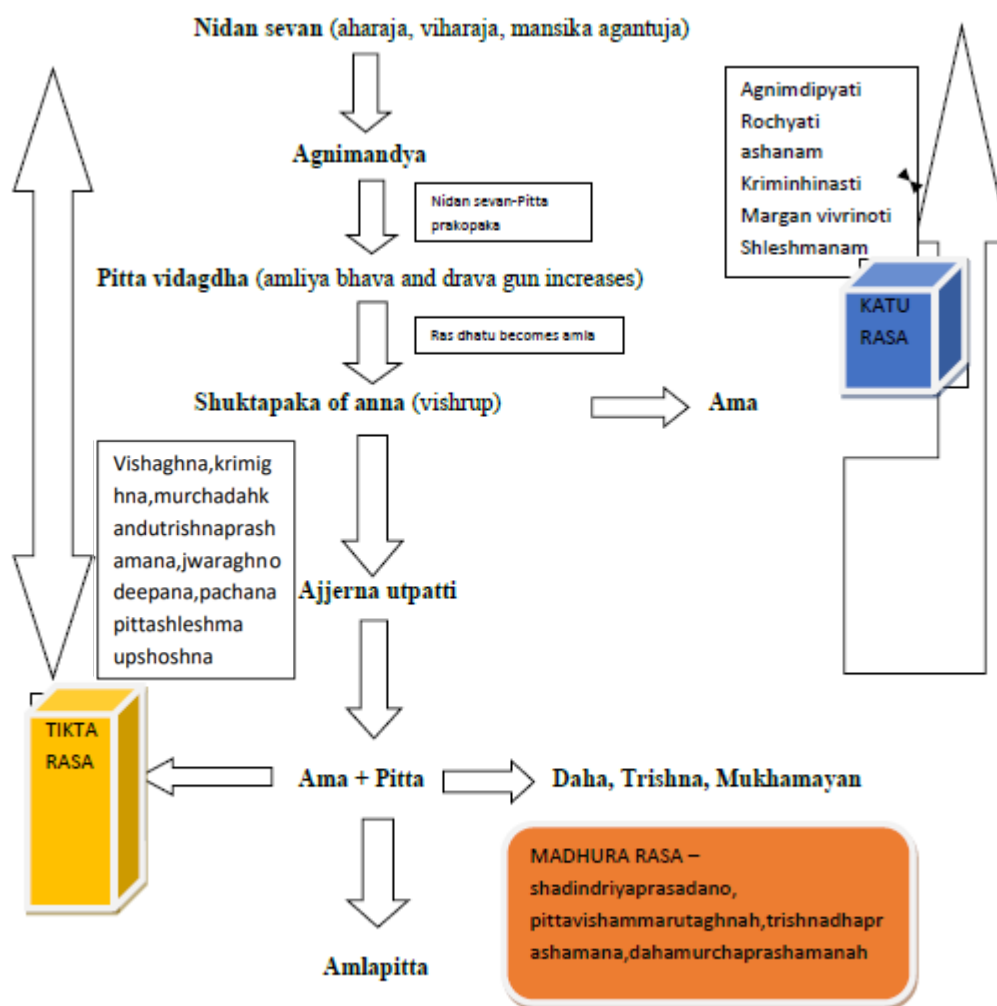 Nidan sevan (aharaja, viharaja, mansika agantuja)
Agnimandya
Nidan sevan-Pitta
prakopaka
Pitta vidagdha (amliya bhava and drava gun increases)
Ras dhatu becomes amla
Shuktapaka of anna (vishrup)
Ama
Agnimdipyati
Rochyati
ashanam
Kriminhinasti
Margan vivrinoti
Shleshmanam
KATU
RASA
Vishaghna,krimig
hna,murchadahk
andutrishnaprash
amana,jwaraghno
deepana,pachana
pittashleshma
upshoshna
Ajjerna utpatti
TIKTA
RASA
Ama + Pitta
Daha, Trishna, Mukhamayan
MADHURA RASA –
shadindriyaprasadano,
pittavishammarutaghnah,trishnadhapr
ashamana,dahamurchaprashamanah
Amlapitta